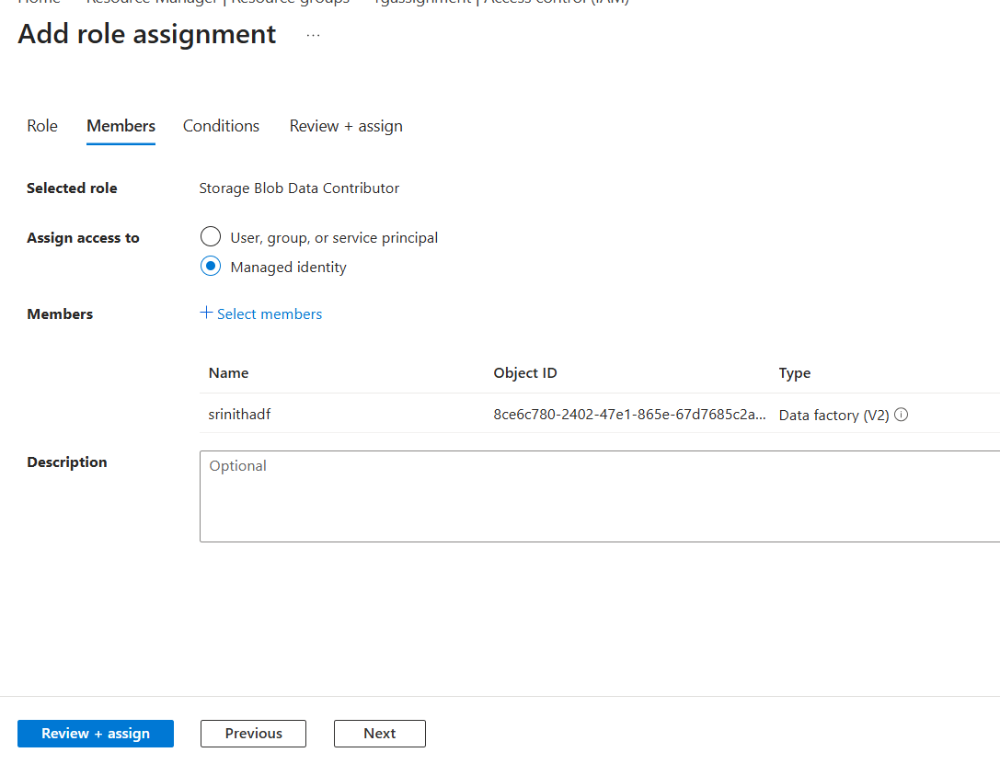 Home Resource Manager | Resource groups rgassignment | Access control (IAM)
Add role assignment ...
Role Members Conditions Review + assign
Selected role Storage Blob Data Contributor
Assign access to User, group, or service principal
Managed identity
Members + Select members
Name Object ID Type
srinithadf 8ce6c780-2402-47e1-865e-67d7685c2a... Data factory (V2)
Description Optional
Review + assign Previous Next